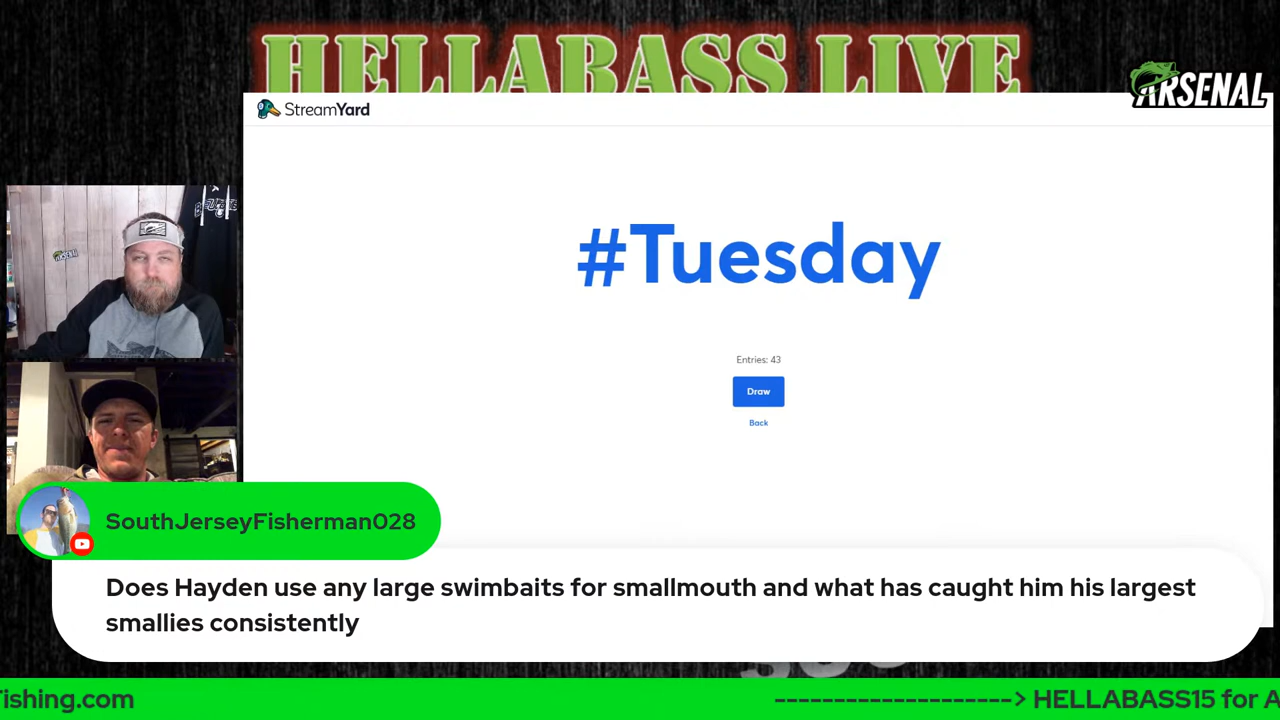 HELLABASS LIVE
ARSENAL
StreamYard
#Tuesday
Entries: 43
Draw
Back
SouthJerseyFisherman028
Does Hayden use any large swimbaits for smallmouth and what has caught him his largest
smallies consistently
ishing.com
--------------------> HELLABASS15 for A